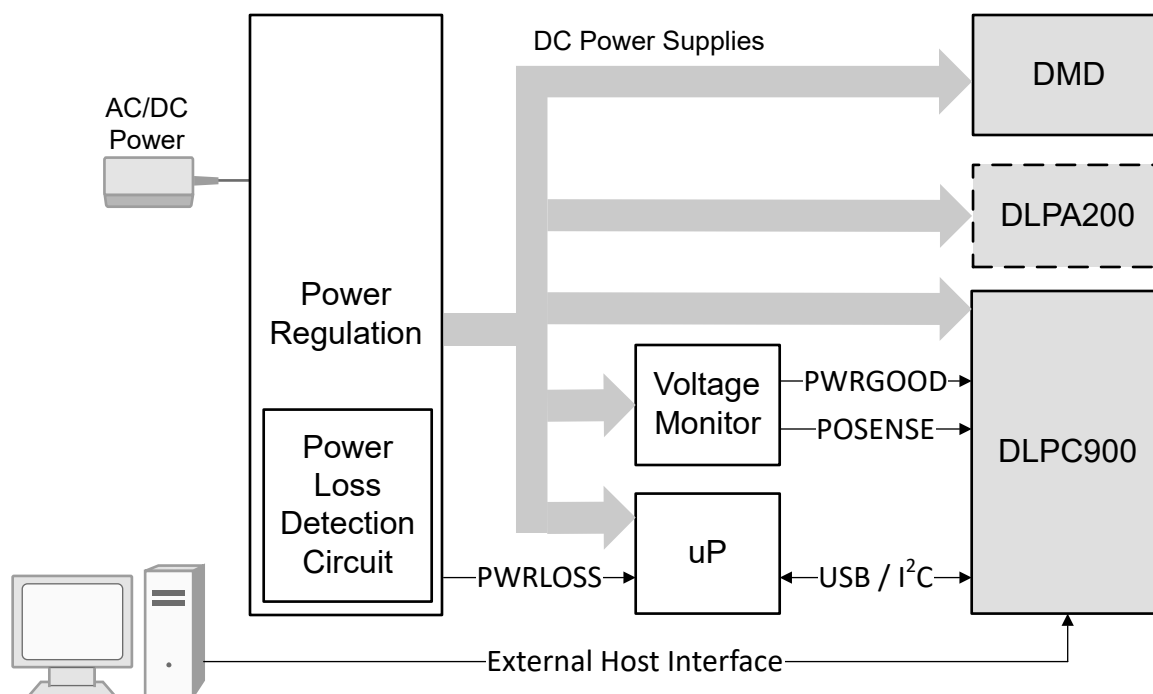 DC Power Supplies
DMD
AC/DC
Power
DLPA200
Power
Regulation
Voltage
Monitor
PWRGOOD
POSENSE
DLPC900
Power
Loss
Detection
Circuit
uP
PWRLOSS
USB / I²C
External Host Interface